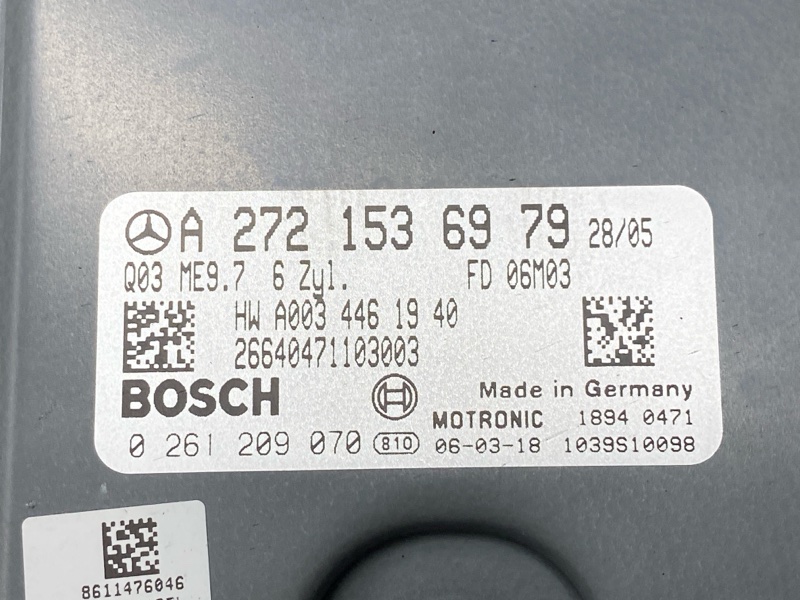 A 272 153 69 79 28/05
Q03 ME9.7 6 Zyl. FD 06M03
HW A003 446 19 40
26640471103003
BOSCH Made in Germany
MOTRONIC 1894 0471
0 261 209 070 810 06-03-18 1039S10098
8611476046